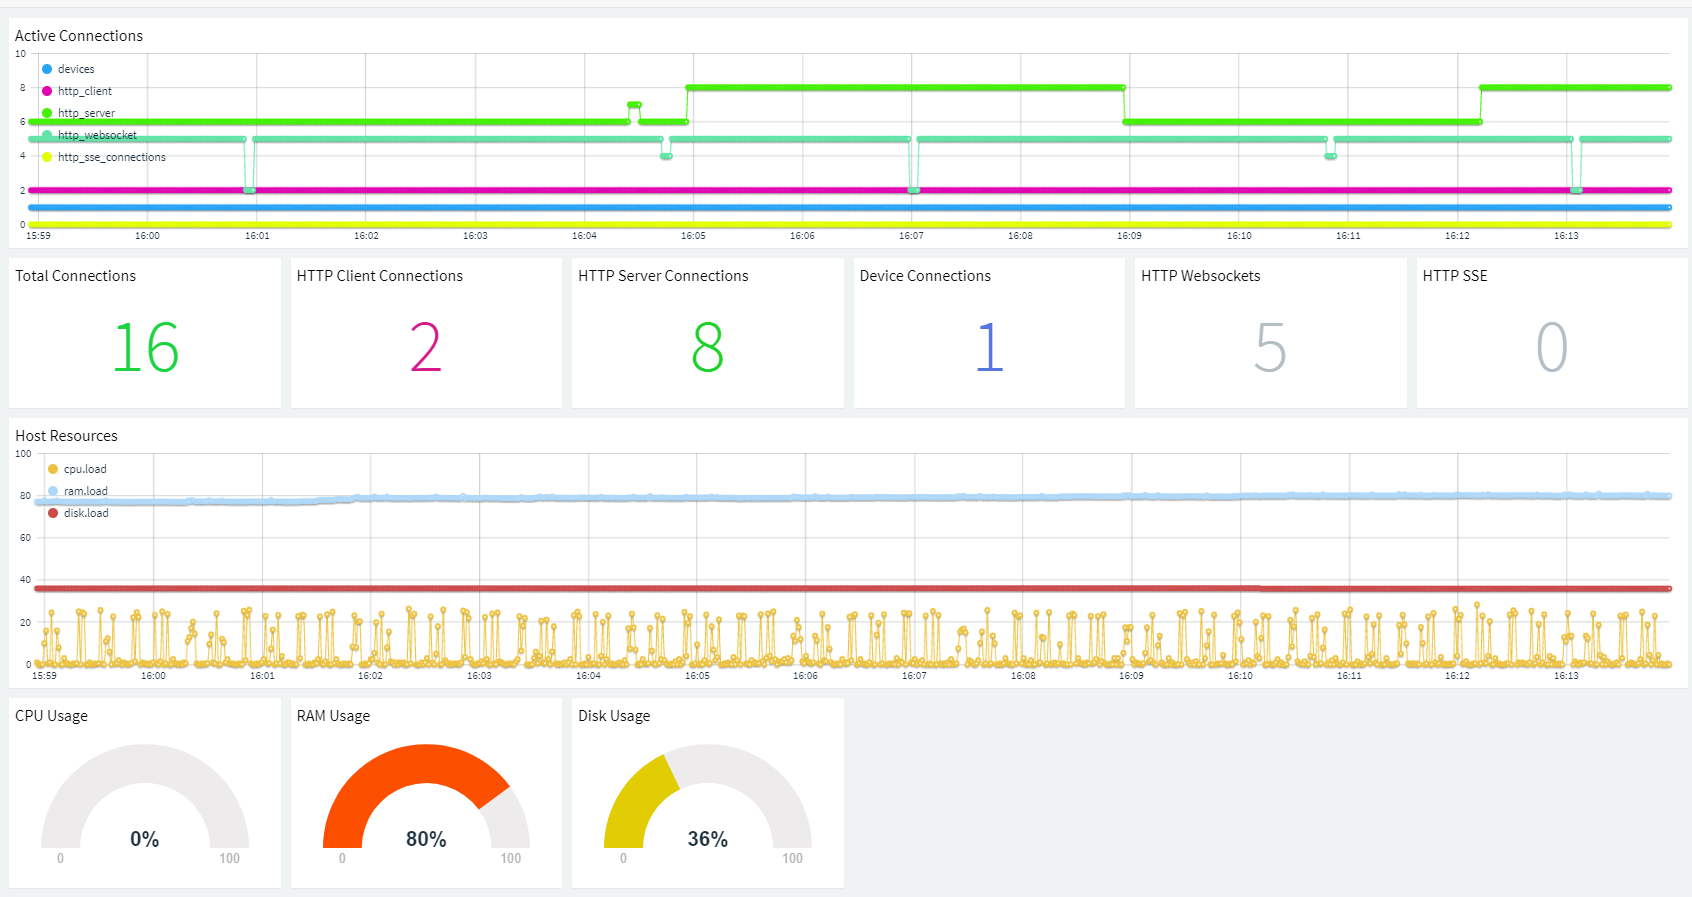 Active Connections
10
devices
8
http_client
http_server
6
http_websocket
4
http_sse_connections
2
0
15:59 16:00 16:01 16:02 16:03 16:04 16:05 16:06 16:07 16:08 16:09 16:10 16:11 16:12 16:13
Total Connections
16
HTTP Client Connections
2
HTTP Server Connections
8
Device Connections
1
HTTP Websockets
5
HTTP SSE
0
Host Resources
100
cpu.load
80
ram.load
disk.load
60
40
20
0
15:59 16:00 16:01 16:02 16:03 16:04 16:05 16:06 16:07 16:08 16:09 16:10 16:11 16:12 16:13
CPU Usage
0%
0 100
RAM Usage
80%
0 100
Disk Usage
36%
0 100